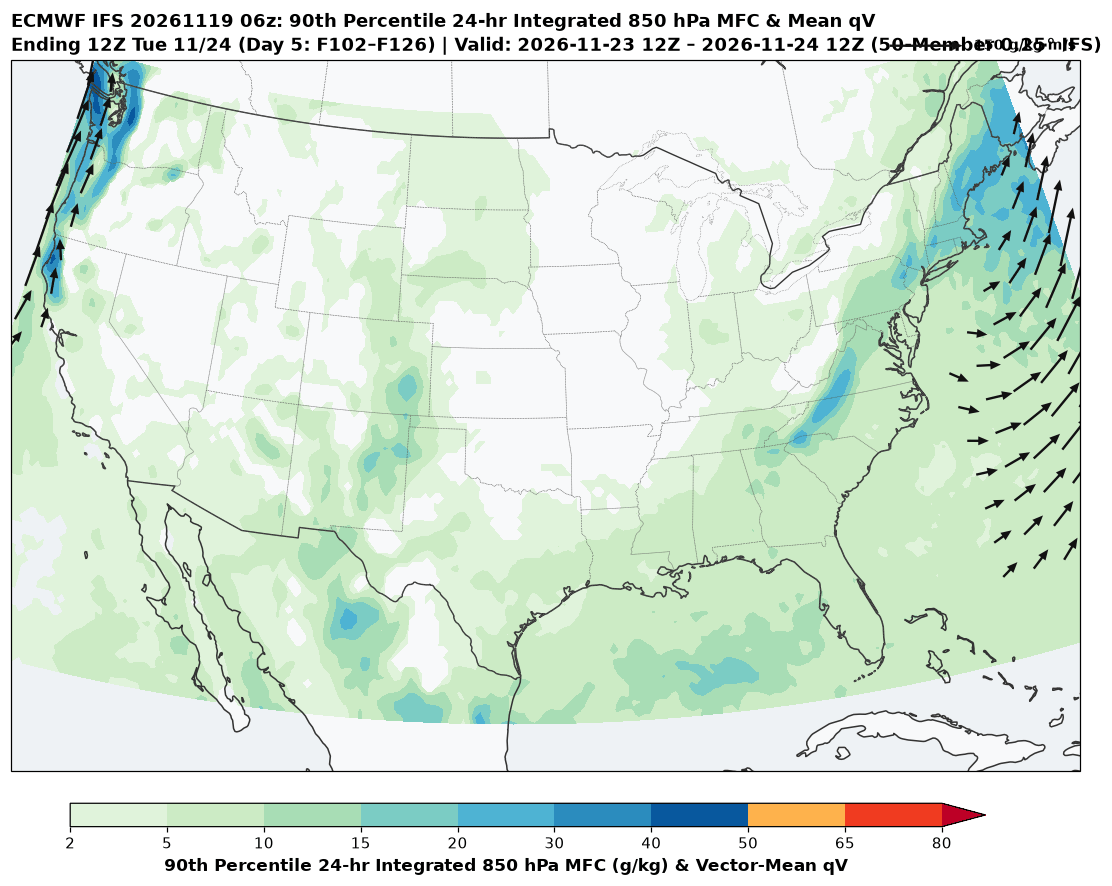 ECMWF IFS 20261119 06z: 90th Percentile 24-hr Integrated 850 hPa MFC & Mean qV
Ending 12Z Tue 11/24 (Day 5: F102–F126) | Valid: 2026-11-23 12Z – 2026-11-24 12Z (50-Member 0.25° IFS)
150 g/kg m/s
2 5 10 15 20 30 40 50 65 80
90th Percentile 24-hr Integrated 850 hPa MFC (g/kg) & Vector-Mean qV